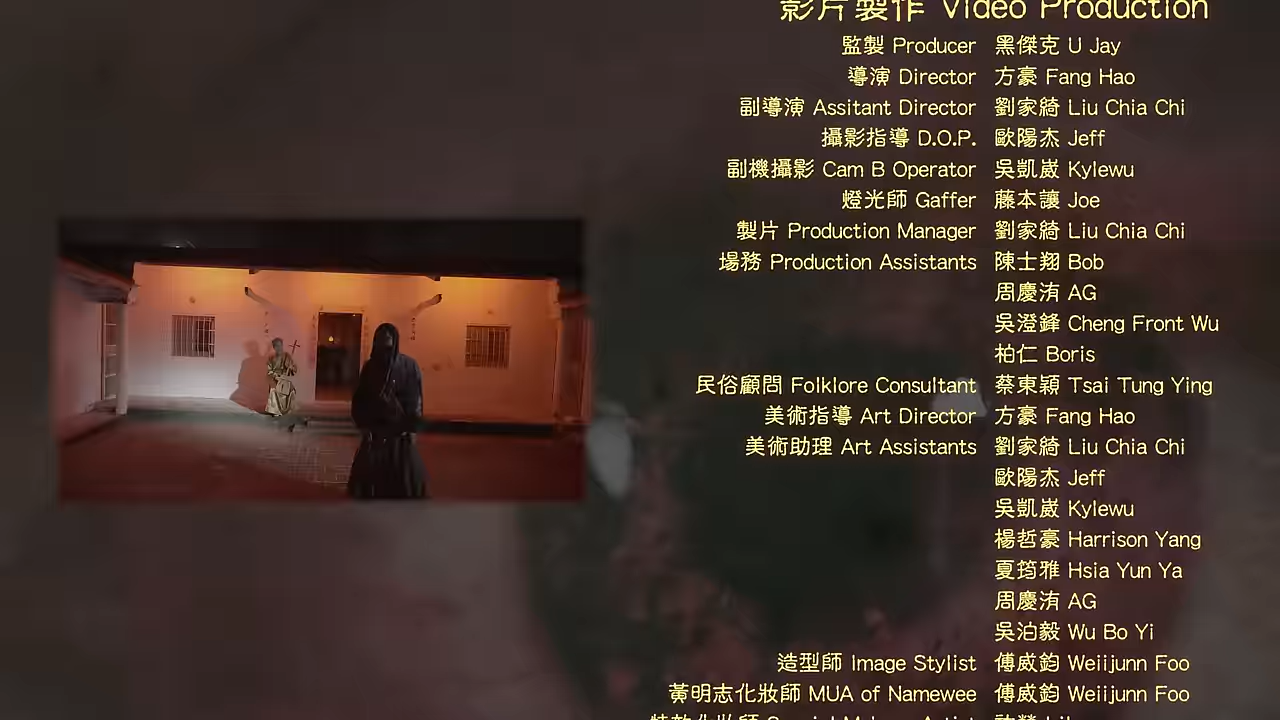 影片製作 Video Production
監製 Producer 黑傑克 U Jay
導演 Director 方豪 Fang Hao
副導演 Assitant Director 劉家綺 Liu Chia Chi
攝影指導 D.O.P. 歐陽杰 Jeff
副機攝影 Cam B Operator 吳凱崴 Kylewu
燈光師 Gaffer 藤本讓 Joe
製片 Production Manager 劉家綺 Liu Chia Chi
場務 Production Assistants 陳士翔 Bob
周慶洧 AG
吳澄鋒 Cheng Front Wu
柏仁 Boris
民俗顧問 Folklore Consultant 蔡東穎 Tsai Tung Ying
美術指導 Art Director 方豪 Fang Hao
美術助理 Art Assistants 劉家綺 Liu Chia Chi
歐陽杰 Jeff
吳凱崴 Kylewu
楊哲豪 Harrison Yang
夏筠雅 Hsia Yun Ya
周慶洧 AG
吳泊毅 Wu Bo Yi
造型師 Image Stylist 傅威鈞 Weiijunn Foo
黃明志化妝師 MUA of Namewee 傅威鈞 Weiijunn Foo